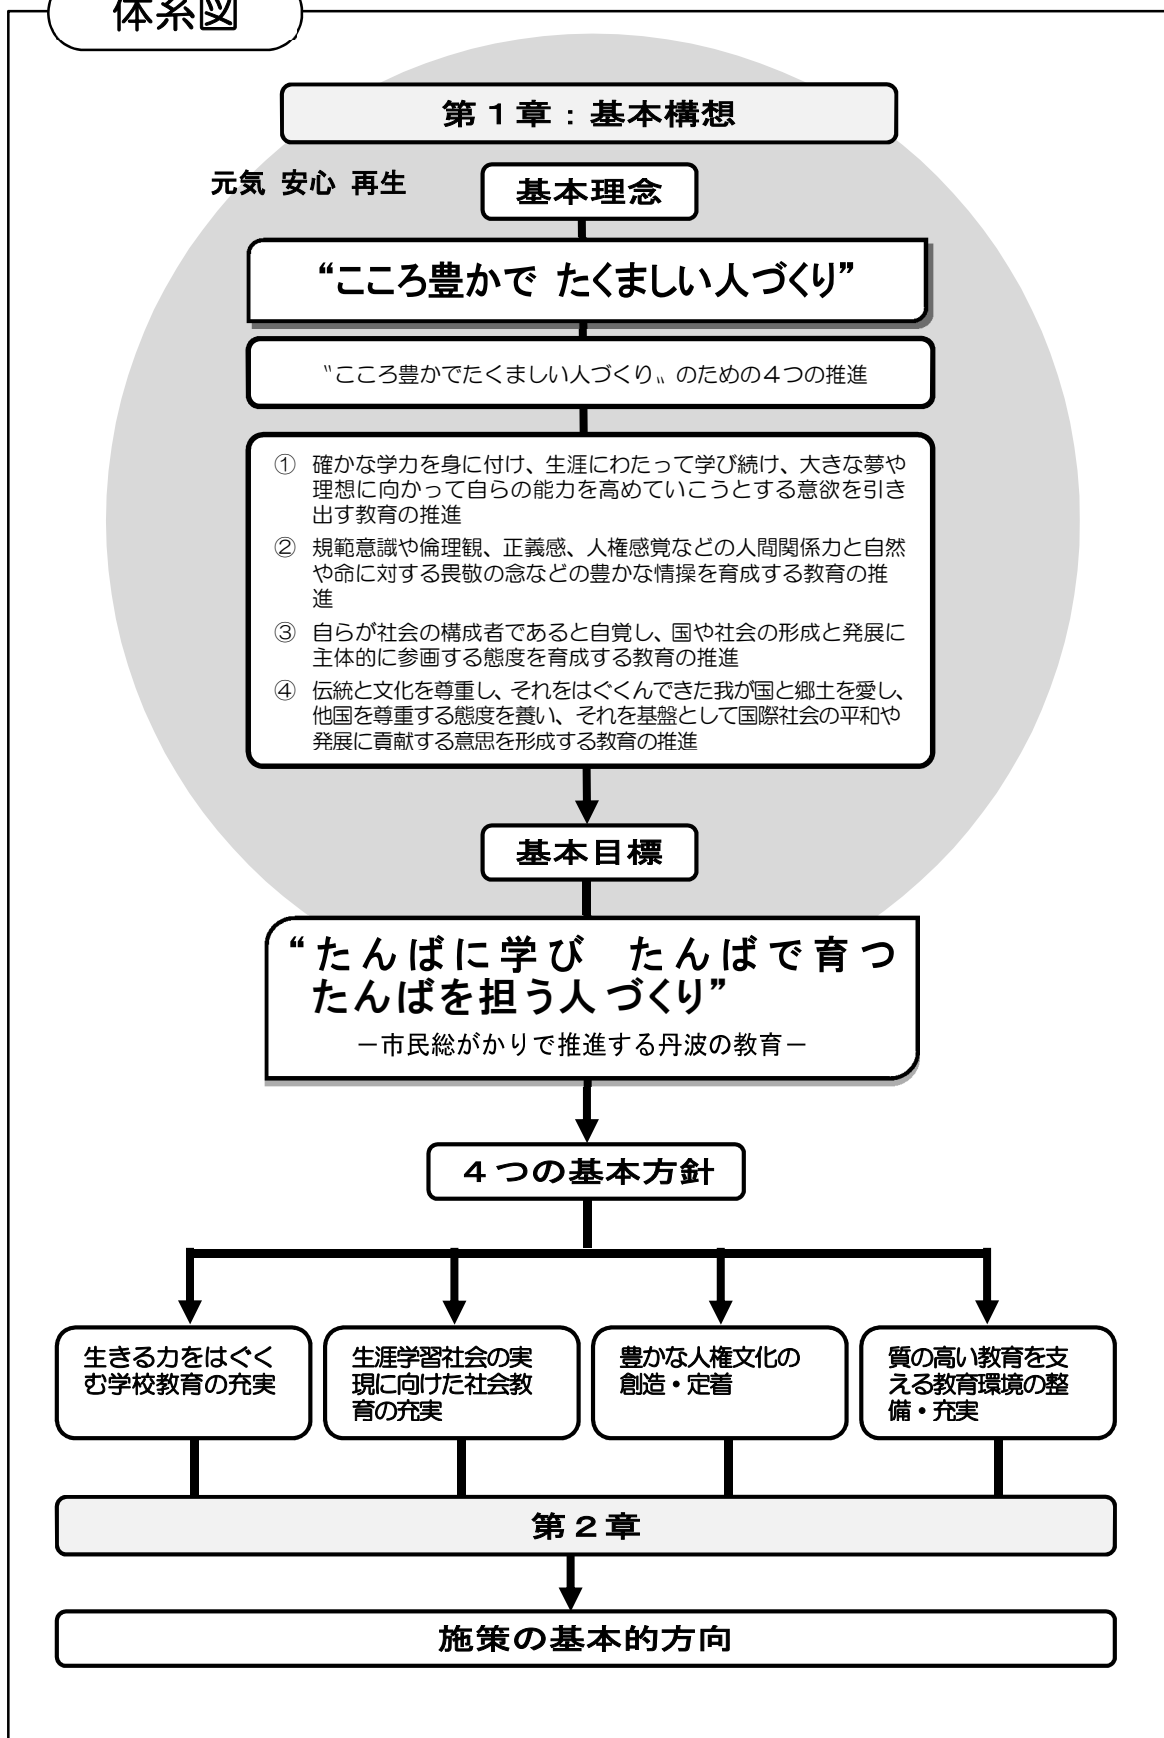 体系図
第１章：基本構想
元気 安心 再生
基本理念
“こころ豊かで たくましい人づくり”
〝こころ豊かでたくましい人づくり〟のための４つの推進
① 確かな学力を身に付け、生涯にわたって学び続け、大きな夢や
理想に向かって自らの能力を高めていこうとする意欲を引き
出す教育の推進
② 規範意識や倫理観、正義感、人権感覚などの人間関係力と自然
や命に対する畏敬の念などの豊かな情操を育成する教育の推
進
③ 自らが社会の構成者であると自覚し、国や社会の形成と発展に
主体的に参画する態度を育成する教育の推進
④ 伝統と文化を尊重し、それをはぐくんできた我が国と郷土を愛し、
他国を尊重する態度を養い、それを基盤として国際社会の平和や
発展に貢献する意思を形成する教育の推進
基本目標
“たんばに学び　たんばで育つ
たんばを担う人づくり”
－市民総がかりで推進する丹波の教育－
４つの基本方針
生きる力をはぐく
む学校教育の充実
生涯学習社会の実
現に向けた社会教
育の充実
豊かな人権文化の
創造・定着
質の高い教育を支
える教育環境の整
備・充実
第２章
施策の基本的方向